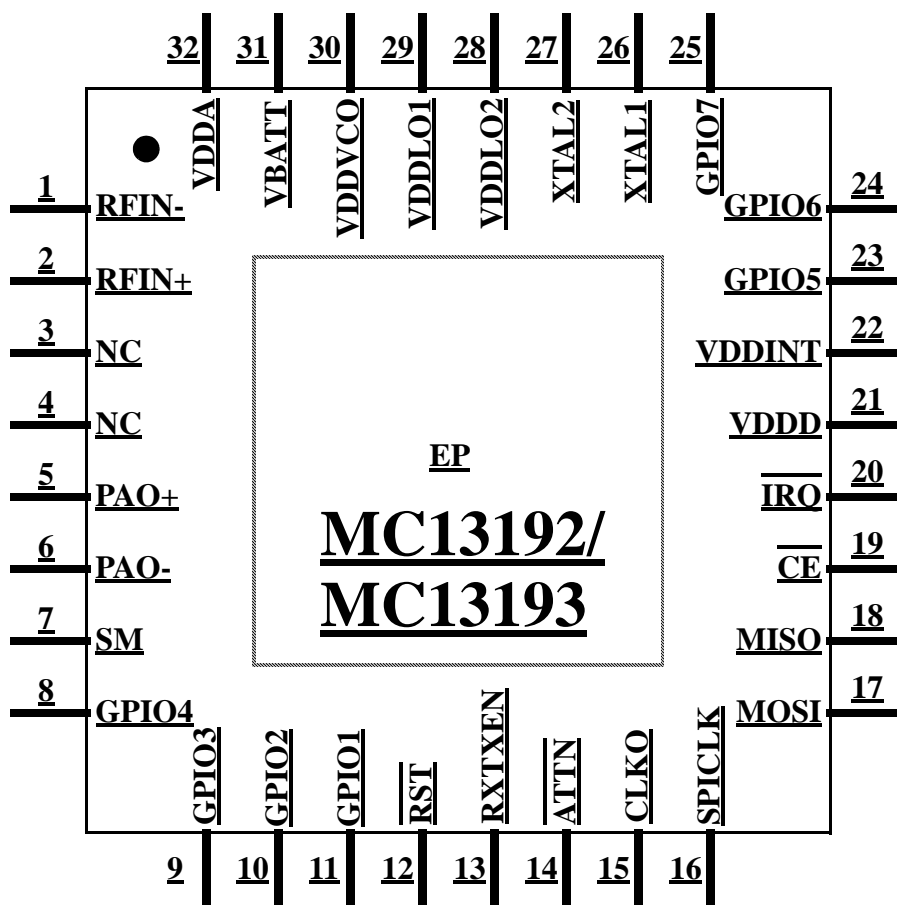 32 31 30 29 28 27 26 25
VDDA
VBATT
VDDVCO
VDDLO1
VDDLO2
XTAL2
XTAL1
GPIO7
1 RFIN-
2 RFIN+
3 NC
4 NC
5 PAO+
6 PAO-
7 SM
8 GPIO4
GPIO6 24
GPIO5 23
VDDINT 22
VDDD 21
IRQ 20
CE 19
MISO 18
MOSI 17
EP
MC13192/
MC13193
GPIO3
GPIO2
GPIO1
RST
RXTXEN
ATTN
CLKO
SPICLK
9 10 11 12 13 14 15 16